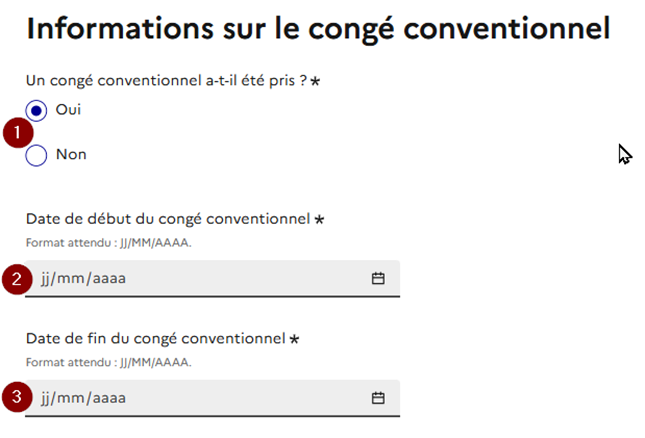 Informations sur le congé conventionnel
Un congé conventionnel a-t-il été pris ? *
Oui
1
Non
Date de début du congé conventionnel *
Format attendu : JJ/MM/AAAA.
2 jj/mm/aaaa
Date de fin du congé conventionnel *
Format attendu : JJ/MM/AAAA.
3 jj/mm/aaaa